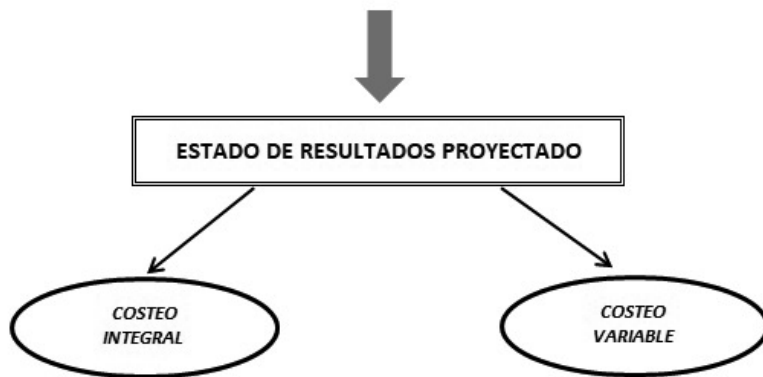 ESTADO DE RESULTADOS PROYECTADO
COSTEO
INTEGRAL
COSTEO
VARIABLE